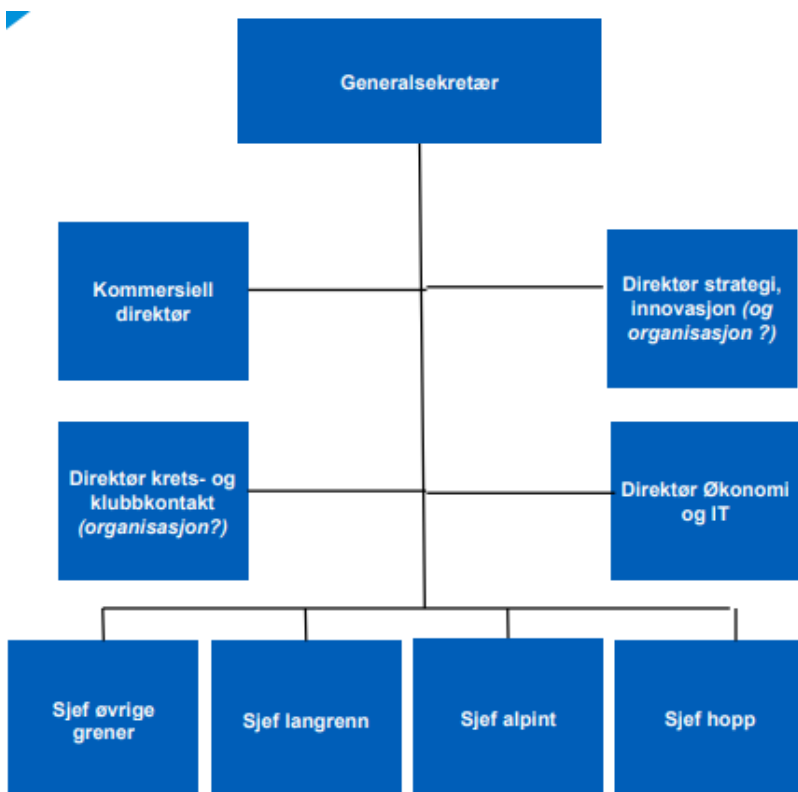 Generalsekretær
Kommersiell
direktør
Direktør strategi,
innovasjon (og
organisasjon ?)
Direktør krets- og
klubbkontakt
(organisasjon?)
Direktør Økonomi
og IT
Sjef øvrige
grener
Sjef langrenn
Sjef alpint
Sjef hopp